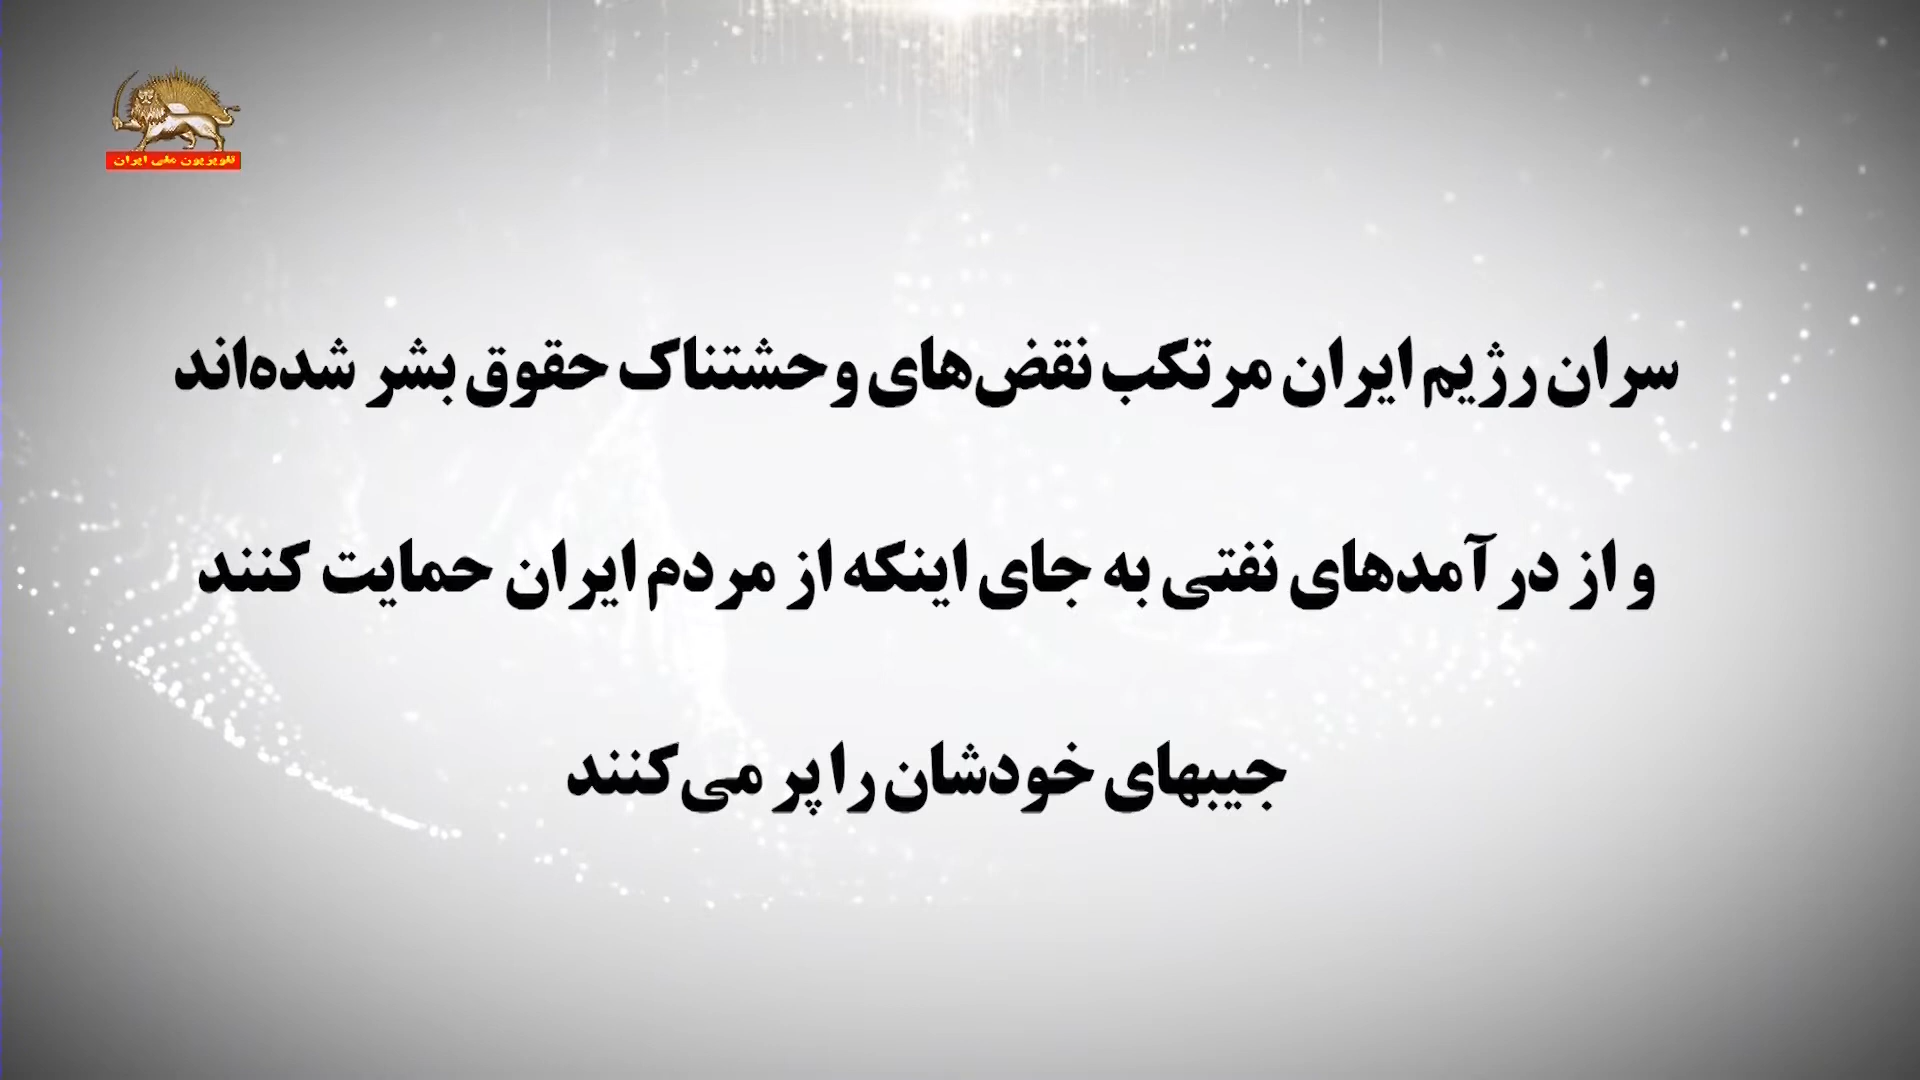 تلویزیون ملی ایران
سران رژیم ایران مرتکب نقض‌های وحشتناک حقوق بشر شده‌اند
و از درآمدهای نفتی به جای اینکه از مردم ایران حمایت کنند
جیبهای خودشان را پر می‌کنند